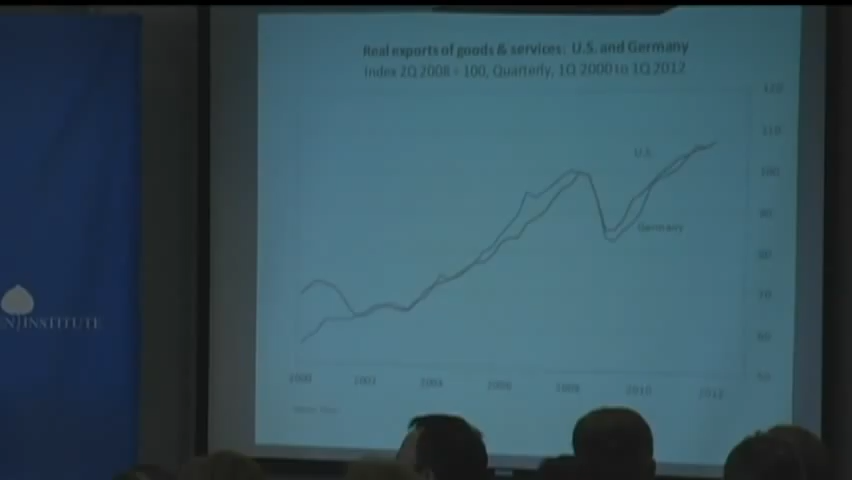 Real exports of goods & services: U.S. and Germany
Index 2Q 2008 = 100, Quarterly, 1Q 2000 to 1Q 2012
120
110
U.S.
100
90
Germany
80
70
INSTITUTE
60
50
2000 2002 2004 2006 2008 2010 2012